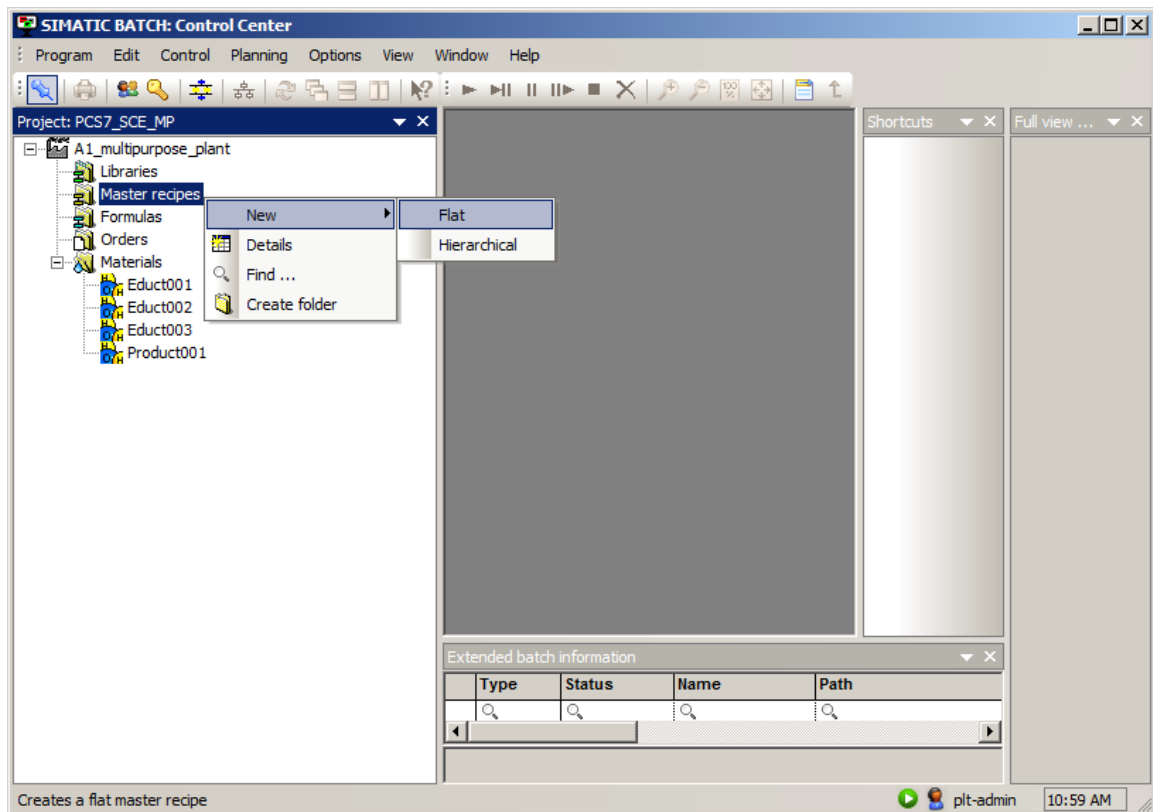 SIMATIC BATCH: Control Center
Program Edit Control Planning Options View Window Help
Project: PCS7_SCE_MP
Shortcuts
Full view ...
A1_multipurpose_plant
Libraries
Master recipes
Formulas
Orders
Materials
Educt001
Educt002
Educt003
Product001
New
Details
Find ...
Create folder
Flat
Hierarchical
Extended batch information
Type Status Name Path
Creates a flat master recipe
plt-admin
10:59 AM